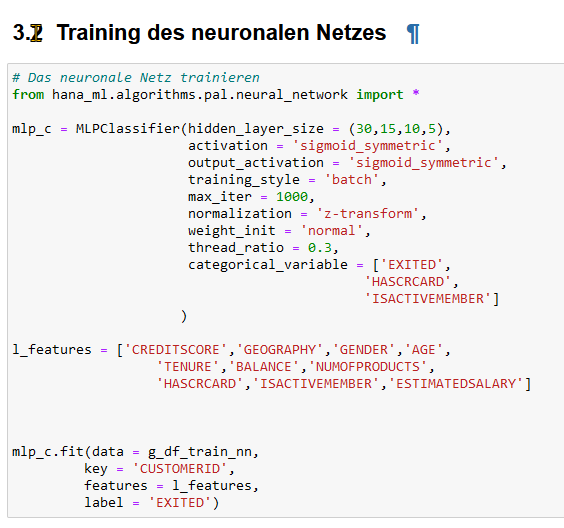 3.2 Training des neuronalen Netzes ¶
# Das neuronale Netz trainieren
from hana_ml.algorithms.pal.neural_network import *
mlp_c = MLPClassifier(hidden_layer_size = (30,15,10,5),
activation = 'sigmoid_symmetric',
output_activation = 'sigmoid_symmetric',
training_style = 'batch',
max_iter = 1000,
normalization = 'z-transform',
weight_init = 'normal',
thread_ratio = 0.3,
categorical_variable = ['EXITED',
'HASCRCARD',
'ISACTIVEMEMBER']
)
l_features = ['CREDITSCORE','GEOGRAPHY','GENDER','AGE',
'TENURE','BALANCE','NUMOFPRODUCTS',
'HASCRCARD','ISACTIVEMEMBER','ESTIMATEDSALARY']
mlp_c.fit(data = g_df_train_nn,
key = 'CUSTOMERID',
features = l_features,
label = 'EXITED')